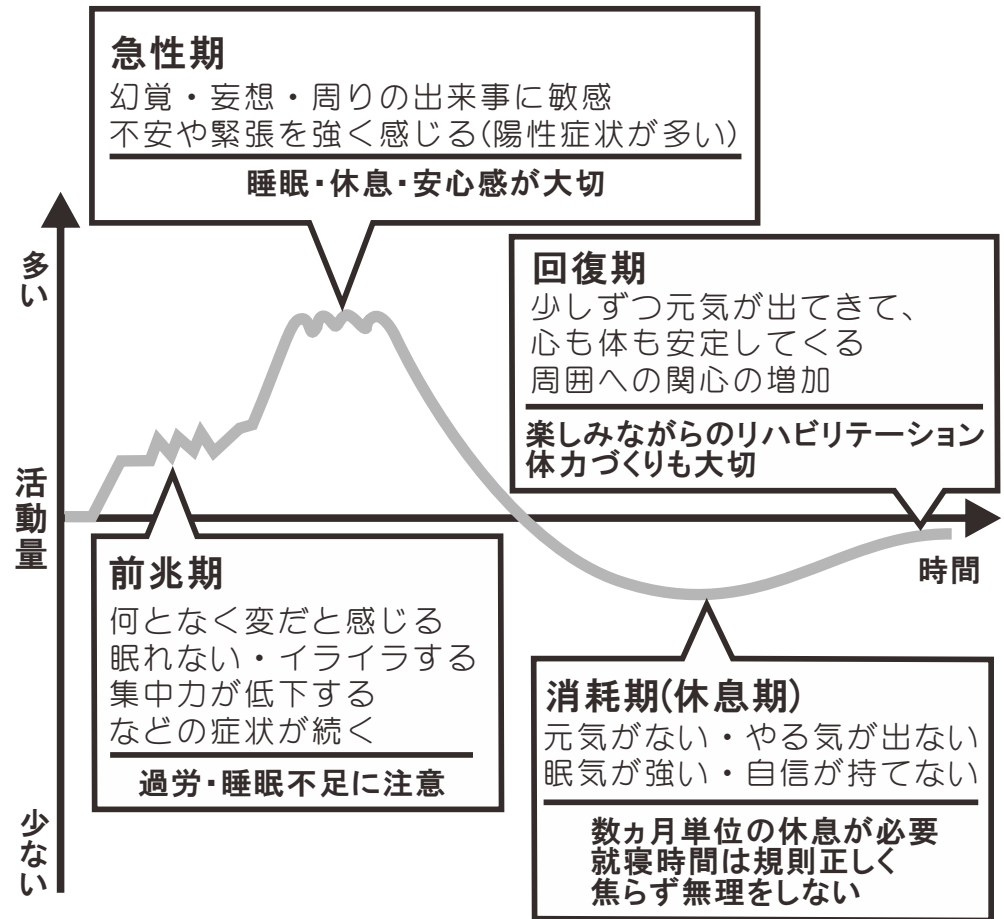 急性期
幻覚・妄想・周りの出来事に敏感
不安や緊張を強く感じる(陽性症状が多い)
睡眠・休息・安心感が大切
多い
活動量
少ない
時間
前兆期
何となく変だと感じる
眠れない・イライラする
集中力が低下する
などの症状が続く
過労・睡眠不足に注意
回復期
少しずつ元気が出てきて、
心も体も安定してくる
周囲への関心の増加
楽しみながらのリハビリテーション
体力づくりも大切
消耗期(休息期)
元気がない・やる気が出ない
眠気が強い・自信が持てない
数ヵ月単位の休息が必要
就寝時間は規則正しく
焦らず無理をしない